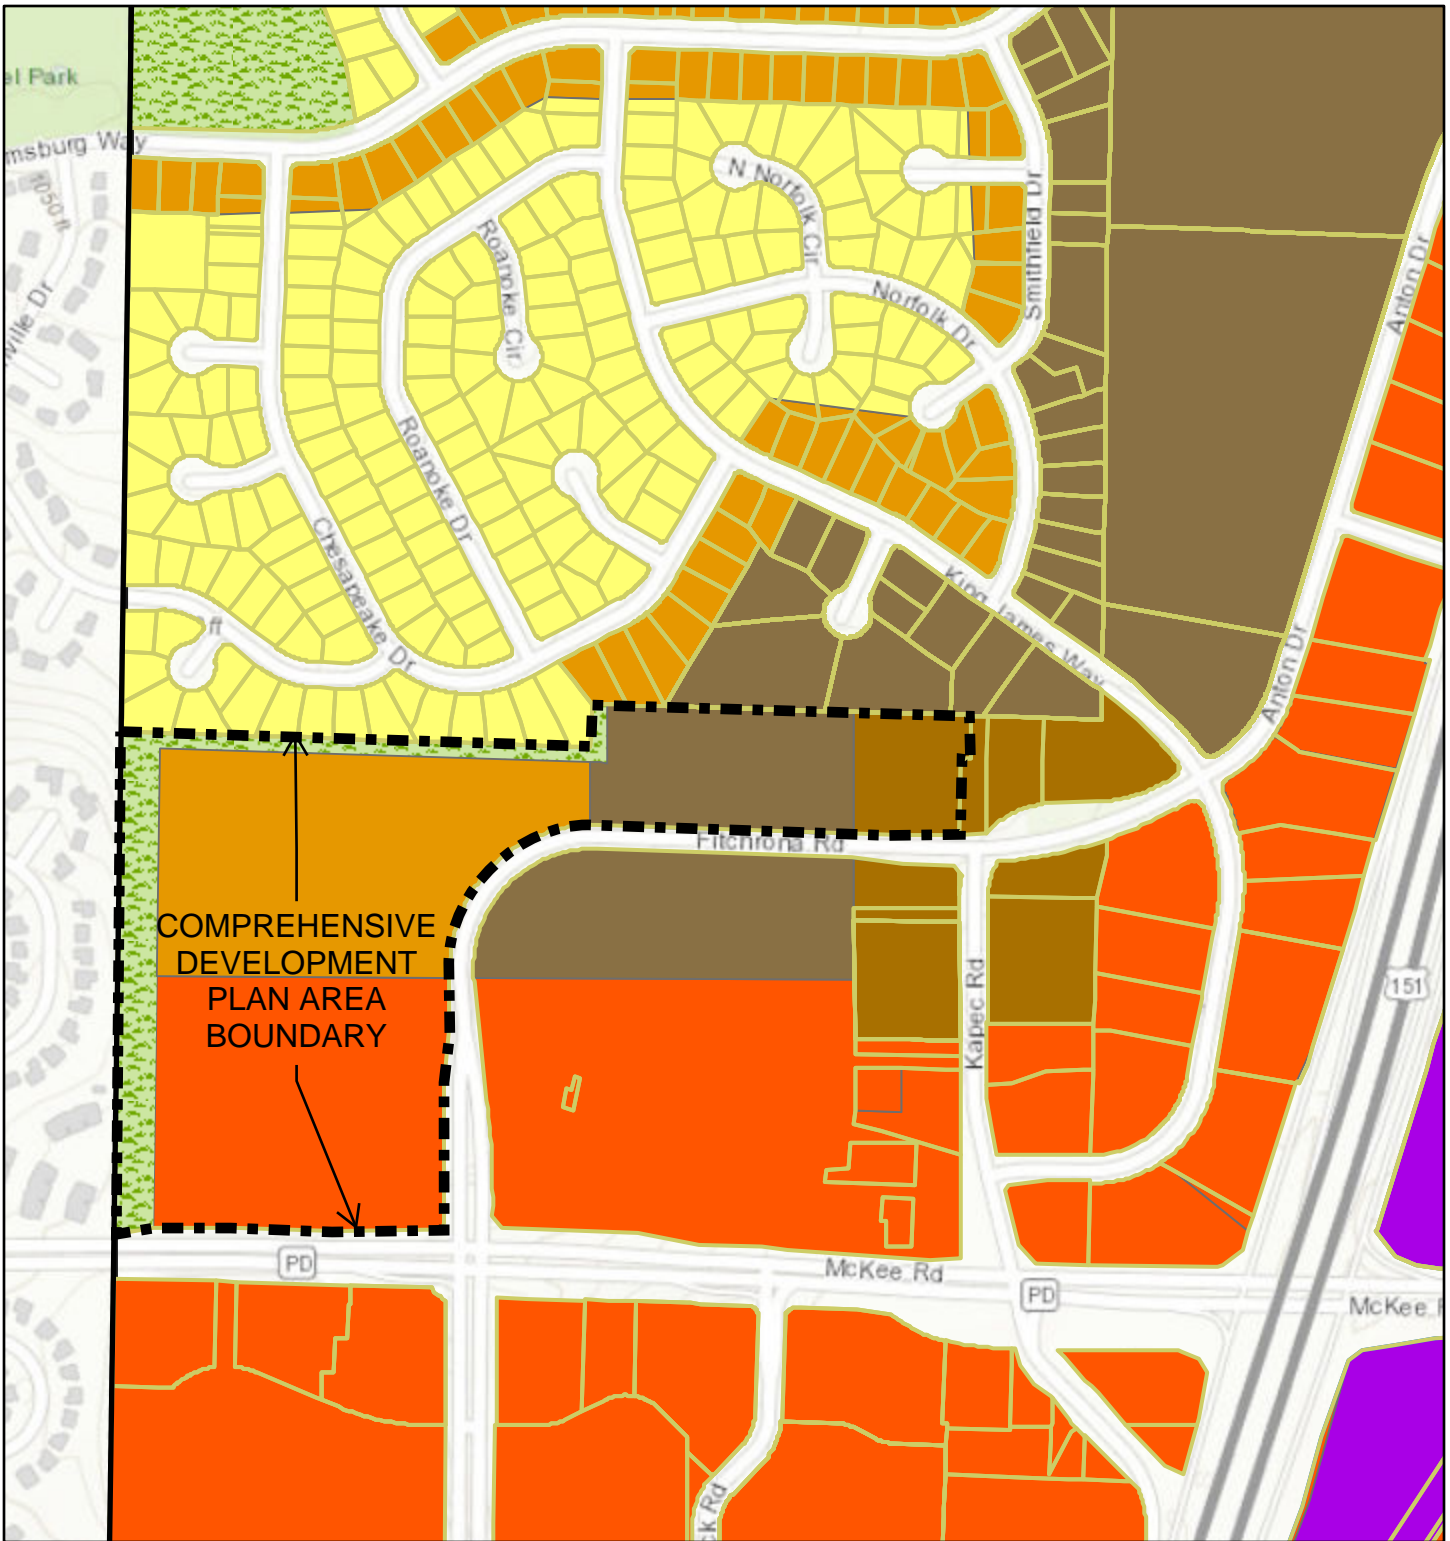 el Park
msburg Way
1050 ft
ville Dr
N Norfolk Cir
Roanoke Cir
Norfolk Dr
Smithfield Dr
Anton Dr
Roanoke Dr
Chesapeake Dr
ff
King James Way
Anton Dr
Fitchrona Rd
COMPREHENSIVE
DEVELOPMENT
PLAN AREA
BOUNDARY
Kapec Rd
151
PD
McKee Rd
PD
McKee R
ck Rd